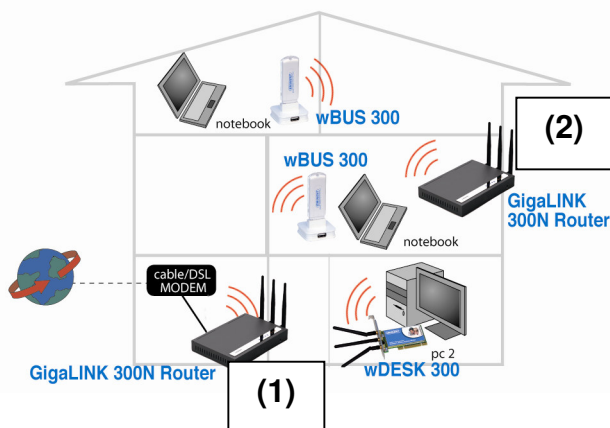 notebook
wBUS 300
(2)
wBUS 300
GigaLINK
300N Router
notebook
cable/DSL
MODEM
pc 2
GigaLINK 300N Router
wDESK 300
(1)